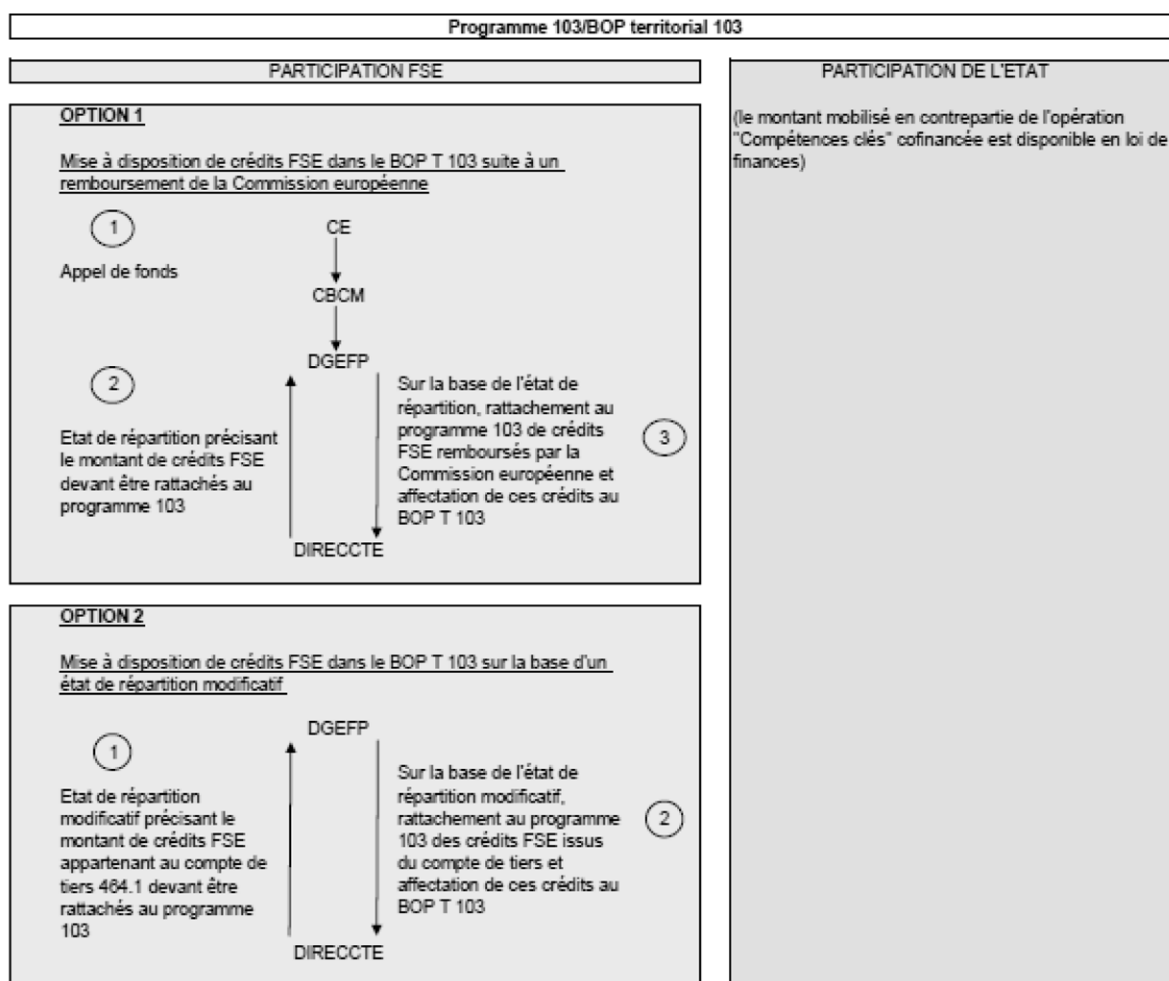 Programme 103/BOP territorial 103
PARTICIPATION FSE
OPTION 1
Mise à disposition de crédits FSE dans le BOP T 103 suite à un
remboursement de la Commission européenne
1
CE
Appel de fonds
CBCM
DGEFP
2
Etat de répartition précisant
le montant de crédits FSE
devant être rattachés au
programme 103
Sur la base de l'état de
répartition, rattachement au
programme 103 de crédits
FSE remboursés par la
Commission européenne et
affectation de ces crédits au
BOP T 103
3
DIRECCTE
OPTION 2
Mise à disposition de crédits FSE dans le BOP T 103 sur la base d'un
état de répartition modificatif
DGEFP
1
Etat de répartition
modificatif précisant le
montant de crédits FSE
appartenant au compte de
tiers 464.1 devant être
rattachés au programme
103
Sur la base de l'état de
répartition modificatif,
rattachement au programme
103 des crédits FSE issus
du compte de tiers et
affectation de ces crédits au
BOP T 103
2
DIRECCTE
PARTICIPATION DE L'ETAT
(le montant mobilisé en contrepartie de l'opération
"Compétences clés" cofinancée est disponible en loi de
finances)